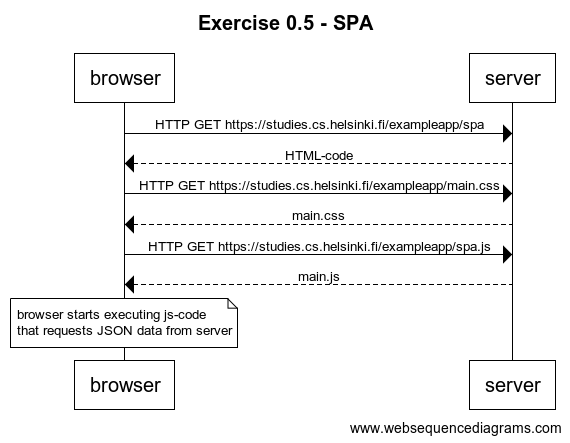 Exercise 0.5 - SPA
browser
server
HTTP GET https://studies.cs.helsinki.fi/exampleapp/spa
HTML-code
HTTP GET https://studies.cs.helsinki.fi/exampleapp/main.css
main.css
HTTP GET https://studies.cs.helsinki.fi/exampleapp/spa.js
main.js
browser starts executing js-code
that requests JSON data from server
browser
server
www.websequencediagrams.com